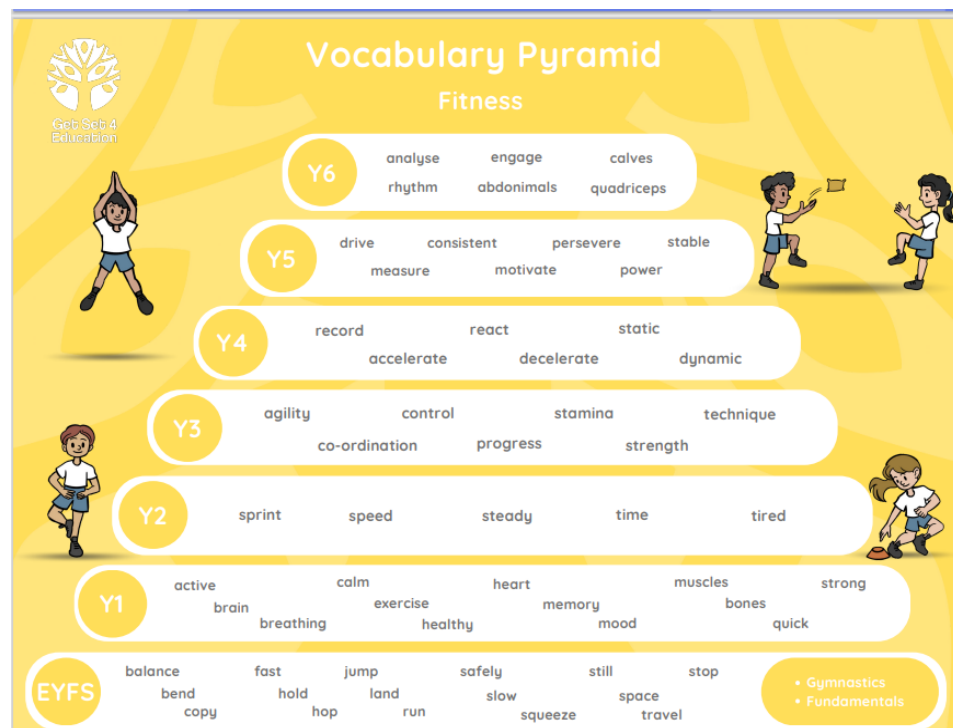 Vocabulary Pyramid
Fitness
Get Set 4
Education
Y6
analyse engage calves
rhythm abdonimals quadriceps
Y5
drive consistent persevere stable
measure motivate power
Y4
record react static
accelerate decelerate dynamic
Y3
agility control stamina technique
co-ordination progress strength
Y2
sprint speed steady time tired
Y1
active calm heart muscles strong
brain exercise memory bones
breathing healthy mood quick
EYFS
balance fast jump safely still stop
bend hold land slow space
copy hop run squeeze travel
• Gymnastics
• Fundamentals